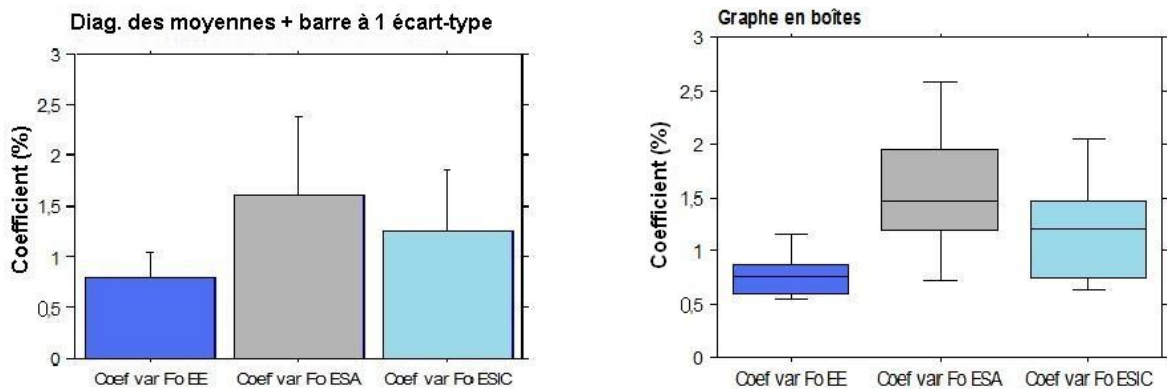 Diag. des moyennes + barre à 1 écart-type
Coefficient (%)
3
2,5
2
1,5
1
0,5
0
Coef var Fo EE
Coef var Fo ESA
Coef var Fo ESIC
Graphe en boîtes
Coefficient (%)
3
2,5
2
1,5
1
0,5
0
Coef var Fo EE
Coef var Fo ESA
Coef var Fo ESIC